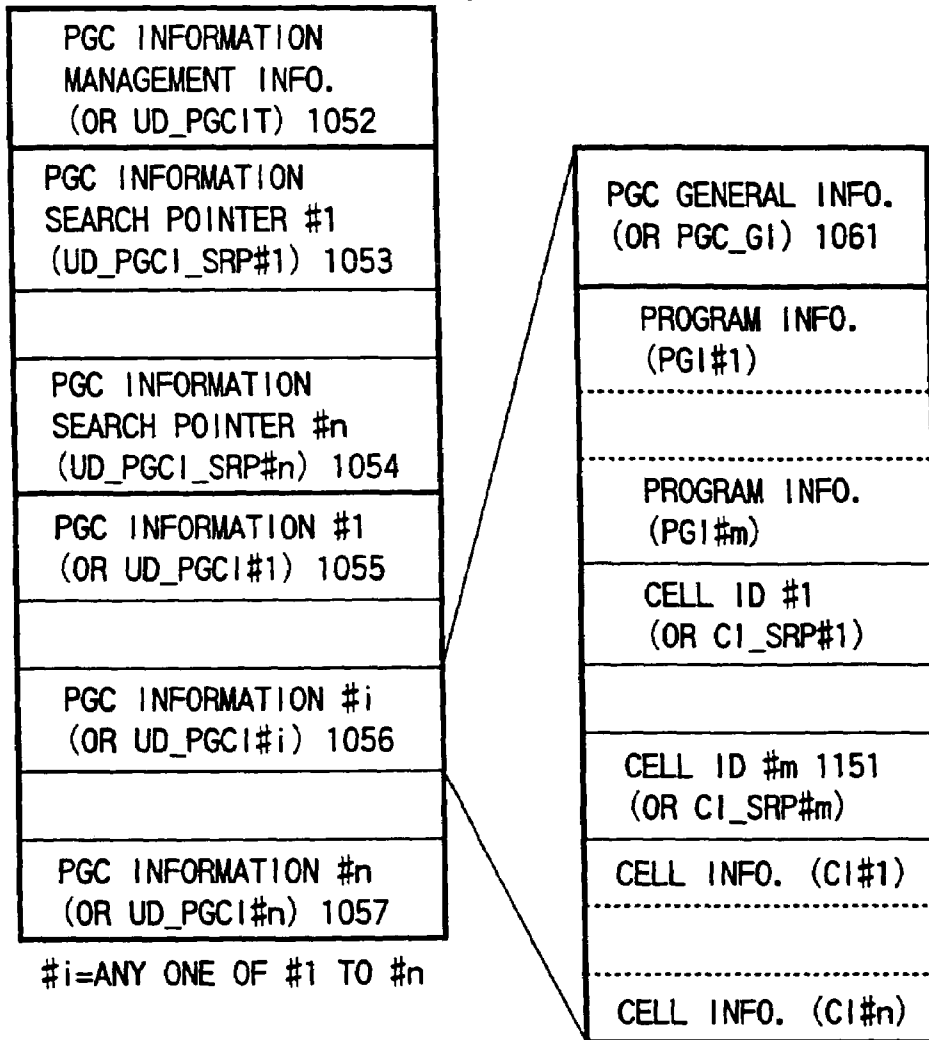 PGC INFORMATION
MANAGEMENT INFO.
(OR UD_PGCIT) 1052
PGC INFORMATION
SEARCH POINTER #1
(UD_PGCI_SRP#1) 1053
PGC INFORMATION
SEARCH POINTER #n
(UD_PGCI_SRP#n) 1054
PGC INFORMATION #1
(OR UD_PGCI#1) 1055
PGC INFORMATION #i
(OR UD_PGCI#i) 1056
PGC INFORMATION #n
(OR UD_PGCI#n) 1057
#i=ANY ONE OF #1 TO #n
PGC GENERAL INFO.
(OR PGC_GI) 1061
PROGRAM INFO.
(PGI#1)
PROGRAM INFO.
(PGI#m)
CELL ID #1
(OR CI_SRP#1)
CELL ID #m 1151
(OR CI_SRP#m)
CELL INFO. (CI#1)
CELL INFO. (CI#n)